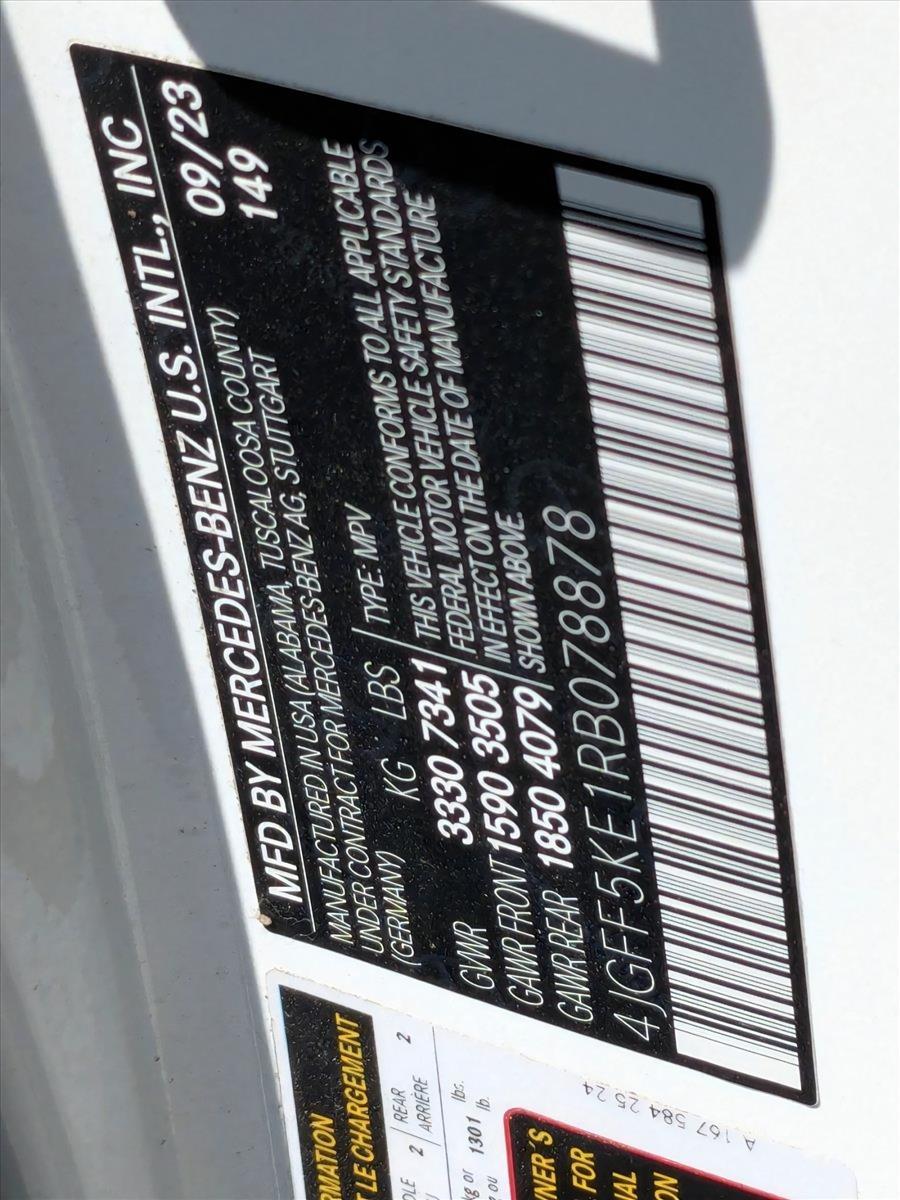 MFD BY MERCEDES-BENZ U.S. INTL., INC
09/23
149
MANUFACTURED IN USA (ALABAMA, TUSCALOOSA COUNTY)
UNDER CONTRACT FOR MERCEDES-BENZ AG, STUTTGART
(GERMANY)
KG LBS
TYPE: MPV
GVWR 3330 7341
GAWR FRONT 1590 3505
GAWR REAR 1850 4079
THIS VEHICLE CONFORMS TO ALL APPLICABLE
FEDERAL MOTOR VEHICLE SAFETY STANDARDS
IN EFFECT ON THE DATE OF MANUFACTURE
SHOWN ABOVE.
4JGFF5KE1RB078878
LE CHARGEMENT
2 REAR 2
ARRIÈRE
kg or 1301 lbs.
ou lb.
FOR
A 167 584 25 24